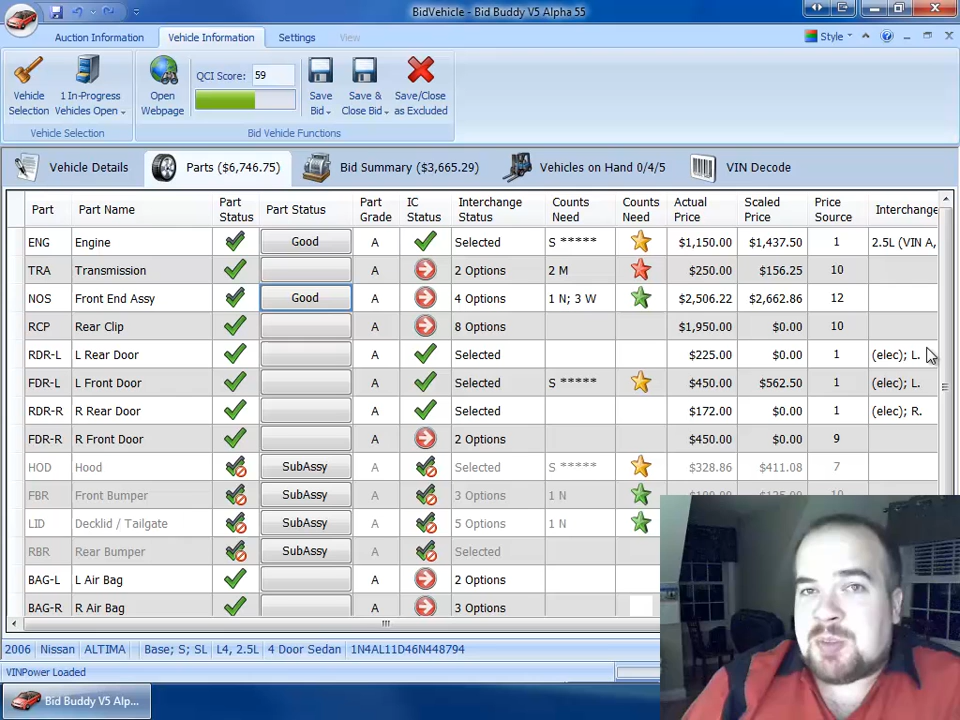 BidVehicle - Bid Buddy V5 Alpha 55
Auction Information Vehicle Information Settings View Style
Vehicle Selection
1 In-Progress Vehicles Open
Open Webpage
QCI Score: 59
Save Bid
Save & Close Bid
Save/Close as Excluded
Vehicle Selection Bid Vehicle Functions
Vehicle Details Parts ($6,746.75) Bid Summary ($3,665.29) Vehicles on Hand 0/4/5 VIN Decode
Part Part Name Part Status Part Status Part Grade IC Status Interchange Status Counts Need Counts Need Actual Price Scaled Price Price Source Interchange
ENG Engine Good A Selected S ***** $1,150.00 $1,437.50 1 2.5L (VIN A,
TRA Transmission A 2 Options 2 M $250.00 $156.25 10
NOS Front End Assy Good A 4 Options 1 N; 3 W $2,506.22 $2,662.86 12
RCP Rear Clip A 8 Options $1,950.00 $0.00 10
RDR-L L Rear Door A Selected $225.00 $0.00 1 (elec); L.
FDR-L L Front Door A Selected S ***** $450.00 $562.50 1 (elec); L.
RDR-R R Rear Door A Selected $172.00 $0.00 1 (elec); R.
FDR-R R Front Door A 2 Options $450.00 $0.00 9
HOD Hood SubAssy A Selected S ***** $328.86 $411.08 7
FBR Front Bumper SubAssy A 3 Options 1 N
LID Decklid / Tailgate SubAssy A 5 Options 1 N
RBR Rear Bumper SubAssy A Selected
BAG-L L Air Bag A 2 Options
BAG-R R Air Bag A 3 Options
2006 Nissan ALTIMA Base; S; SL L4, 2.5L 4 Door Sedan 1N4AL11D46N448794
VINPower Loaded
Bid Buddy V5 Alp...